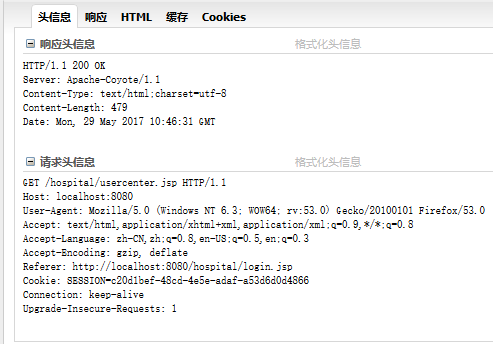 头信息 响应 HTML 缓存 Cookies
响应头信息 格式化头信息
HTTP/1.1 200 OK
Server: Apache-Coyote/1.1
Content-Type: text/html;charset=utf-8
Content-Length: 479
Date: Mon, 29 May 2017 10:46:31 GMT
请求头信息 格式化头信息
GET /hospital/usercenter.jsp HTTP/1.1
Host: localhost:8080
User-Agent: Mozilla/5.0 (Windows NT 6.3; WOW64; rv:53.0) Gecko/20100101 Firefox/53.0
Accept: text/html,application/xhtml+xml,application/xml;q=0.9,*/*;q=0.8
Accept-Language: zh-CN,zh;q=0.8,en-US;q=0.5,en;q=0.3
Accept-Encoding: gzip, deflate
Referer: http://localhost:8080/hospital/login.jsp
Cookie: SESSION=c20d1bef-48cd-4e5e-adaf-a53d6d0d4866
Connection: keep-alive
Upgrade-Insecure-Requests: 1